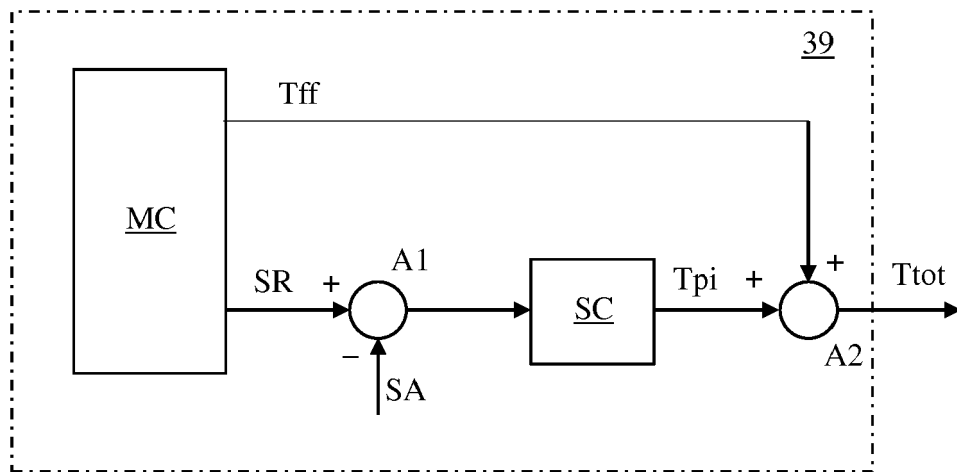 39
Tff
MC
SR + A1
− SA
SC
Tpi + +
A2
Ttot